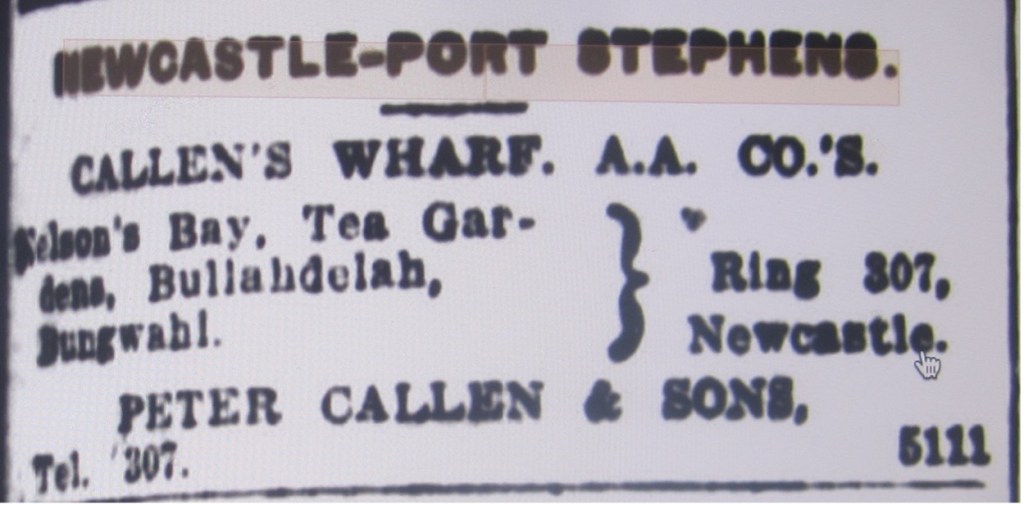 NEWCASTLE-PORT STEPHENS.
CALLEN'S WHARF. A.A. CO.'S.
Nelson's Bay, Tea Gar-
dens, Bullahdelah,
Bungwahl.
Ring 307,
Newcastle.
PETER CALLEN & SONS,
Tel. 307.
5111